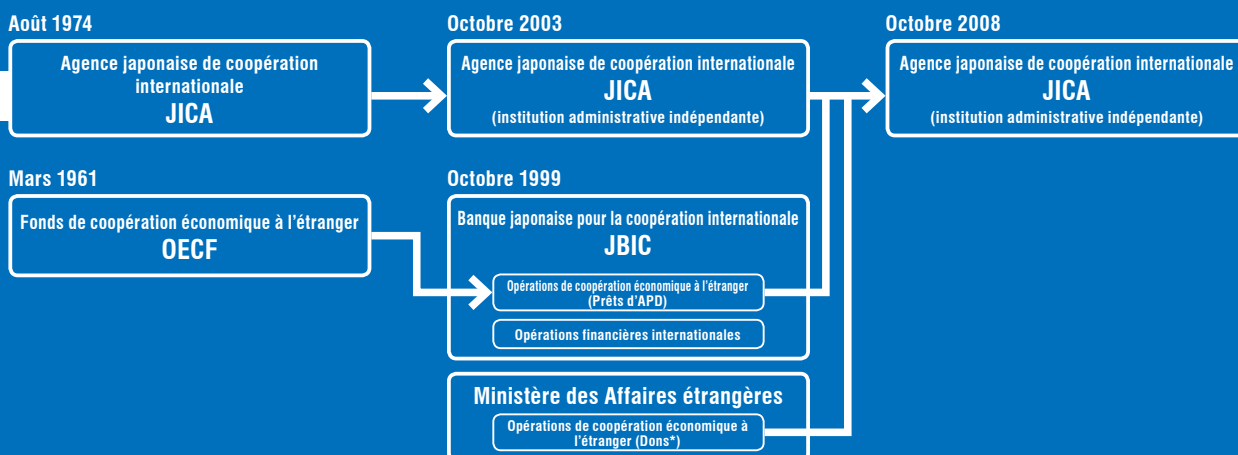 Août 1974
Agence japonaise de coopération
internationale
JICA
Mars 1961
Fonds de coopération économique à l'étranger
OECF
Octobre 2003
Agence japonaise de coopération internationale
JICA
(institution administrative indépendante)
Octobre 1999
Banque japonaise pour la coopération internationale
JBIC
Opérations de coopération économique à l'étranger
(Prêts d'APD)
Opérations financières internationales
Ministère des Affaires étrangères
Opérations de coopération économique à
l'étranger (Dons*)
Octobre 2008
Agence japonaise de coopération internationale
JICA
(institution administrative indépendante)